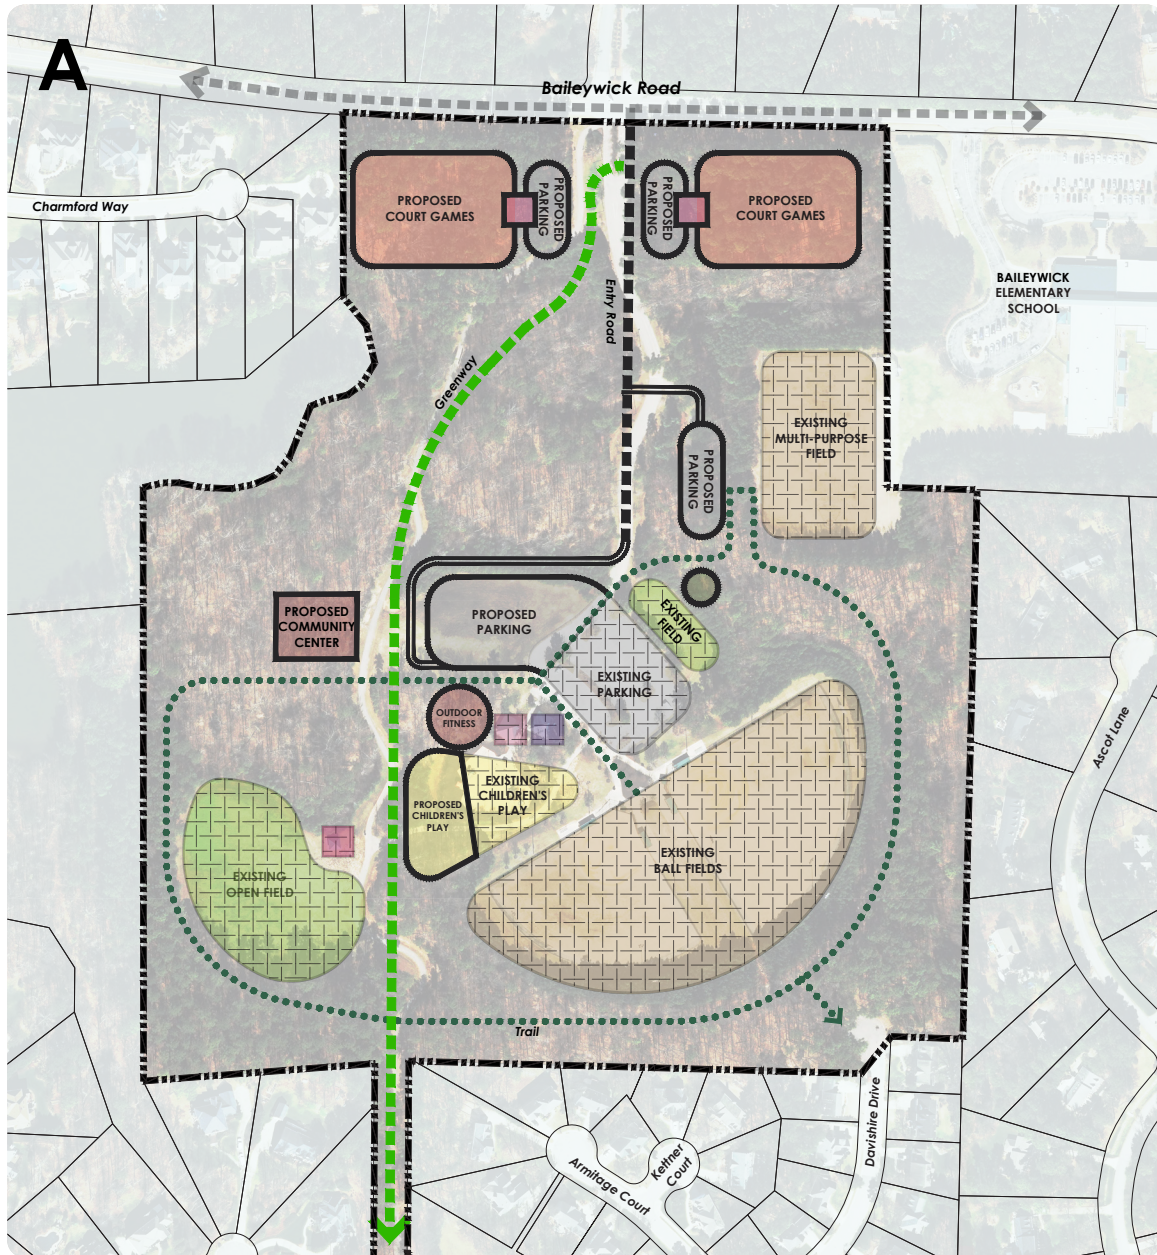 A
Baileywick Road
Charmford Way
PROPOSED
COURT GAMES
PROPOSED
PARKING
PROPOSED
PARKING
PROPOSED
COURT GAMES
BAILEYWICK
ELEMENTARY
SCHOOL
Entry Road
Greenway
EXISTING
MULTI-PURPOSE
FIELD
PROPOSED
PARKING
PROPOSED
COMMUNITY
CENTER
PROPOSED
PARKING
EXISTING
FIELD
EXISTING
PARKING
OUTDOOR
FITNESS
Ascot Lane
EXISTING
CHILDREN'S
PLAY
PROPOSED
CHILDREN'S
PLAY
EXISTING
BALL FIELDS
EXISTING
OPEN FIELD
Trail
Davishire Drive
Kettner
Court
Armitage Court